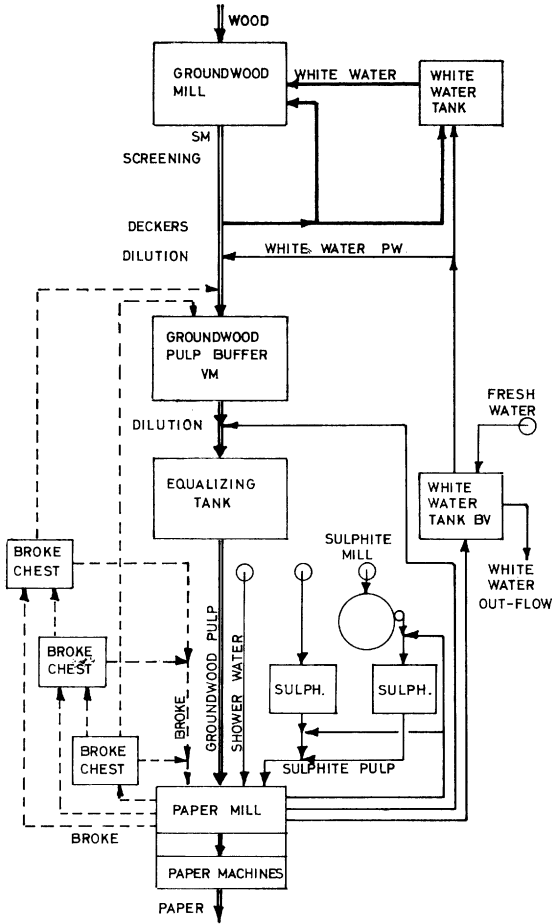 WOOD
GROUNDWOOD
MILL
WHITE WATER
WHITE
WATER
TANK
SM
SCREENING
DECKERS
DILUTION
WHITE WATER PW
GROUNDWOOD
PULP BUFFER
VM
DILUTION
FRESH
WATER
EQUALIZING
TANK
WHITE
WATER
TANK BV
SULPHITE
MILL
WHITE
WATER
OUT-FLOW
BROKE
CHEST
BROKE
CHEST
BROKE
CHEST
BROKE
GROUNDWOOD PULP
SHOWER WATER
SULPH.
SULPH.
SULPHITE PULP
PAPER MILL
BROKE
PAPER MACHINES
PAPER